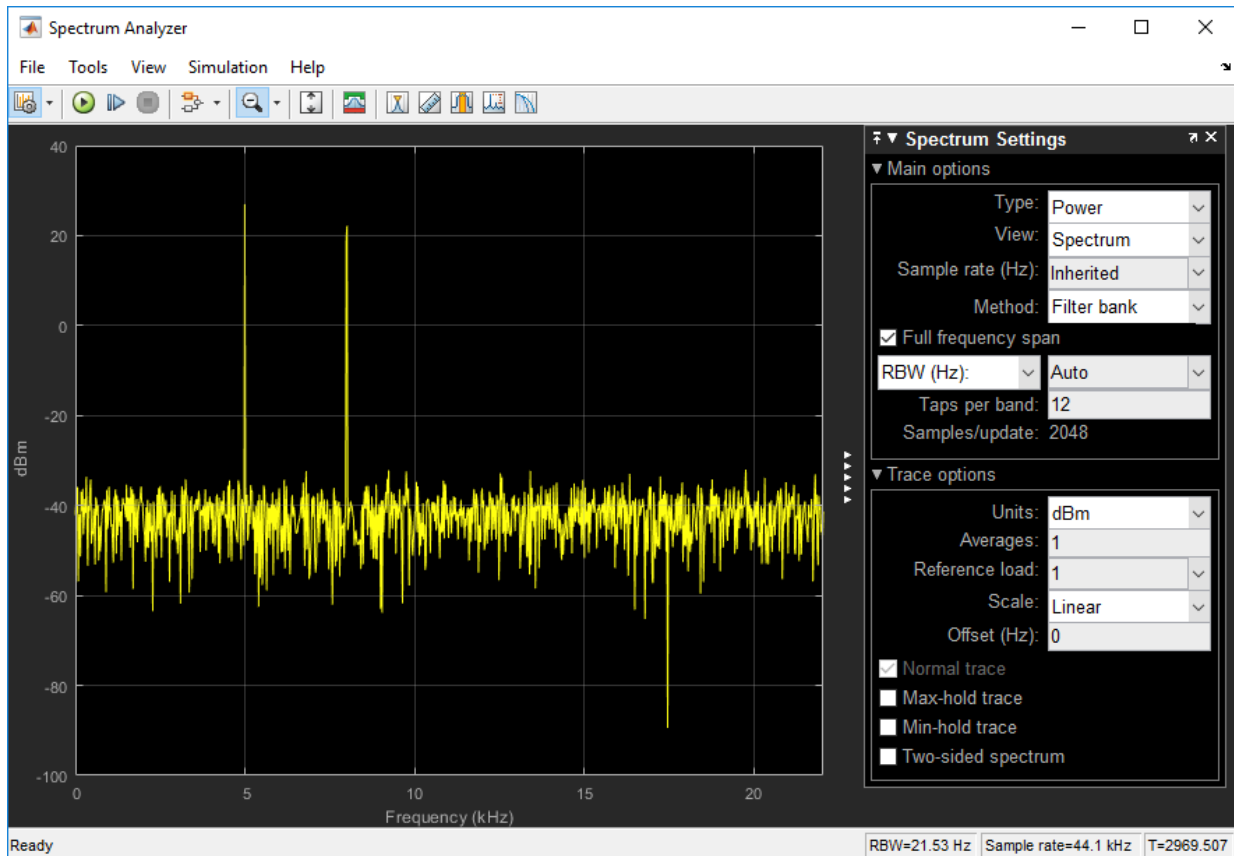 Spectrum Analyzer
File Tools View Simulation Help
40
20
0
-20
-40
-60
-80
-100
dBm
0 5 10 15 20
Frequency (kHz)
Spectrum Settings
Main options
Type: Power
View: Spectrum
Sample rate (Hz): Inherited
Method: Filter bank
Full frequency span
RBW (Hz): Auto
Taps per band: 12
Samples/update: 2048
Trace options
Units: dBm
Averages: 1
Reference load: 1
Scale: Linear
Offset (Hz): 0
Normal trace
Max-hold trace
Min-hold trace
Two-sided spectrum
Ready RBW=21.53 Hz Sample rate=44.1 kHz T=2969.507